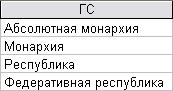 ГС
Абсолютная монархия
Монархия
Республика
Федеративная республика